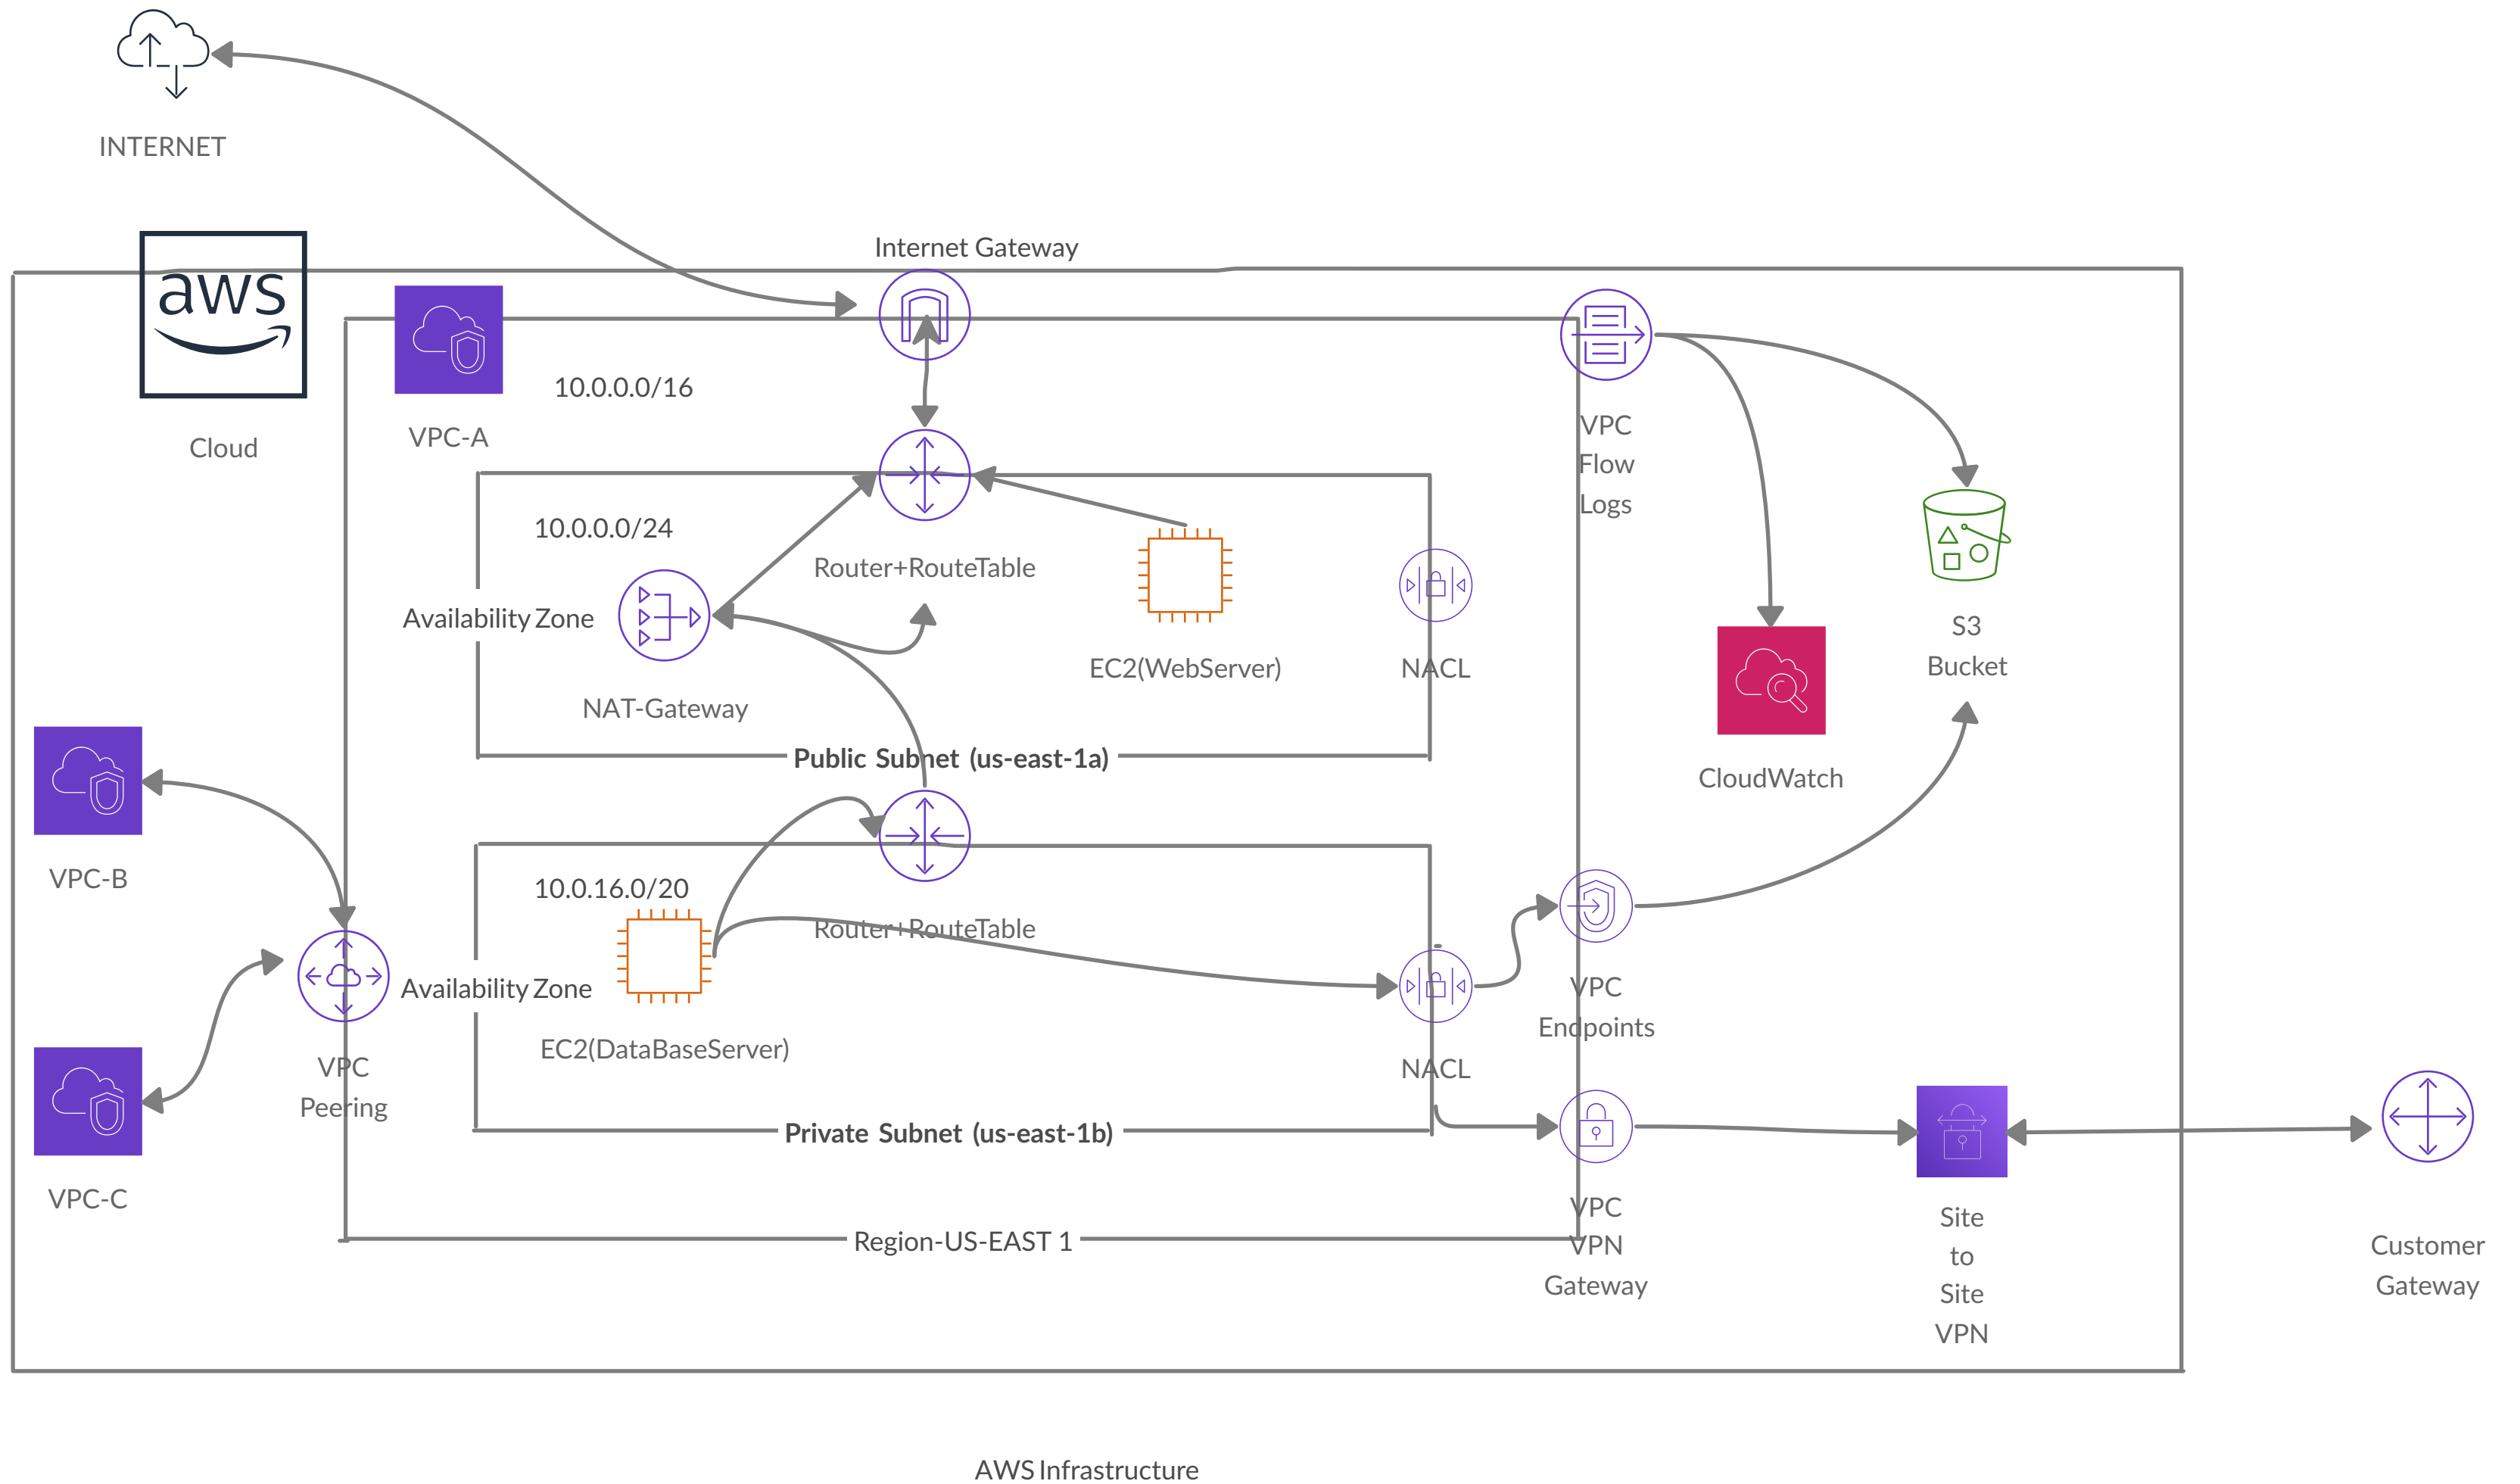 INTERNET
Internet Gateway
aws
Cloud
VPC-A
10.0.0.0/16
VPC
Flow
Logs
10.0.0.0/24
Router+RouteTable
Availability Zone
NAT-Gateway
EC2(WebServer)
NACL
S3
Bucket
CloudWatch
Public Subnet (us-east-1a)
VPC-B
10.0.16.0/20
Router+RouteTable
Availability Zone
EC2(DataBaseServer)
NACL
VPC
Endpoints
VPC
Peering
Private Subnet (us-east-1b)
VPC-C
Region-US-EAST 1
VPC
VPN
Gateway
Site
to
Site
VPN
Customer
Gateway
AWS Infrastructure